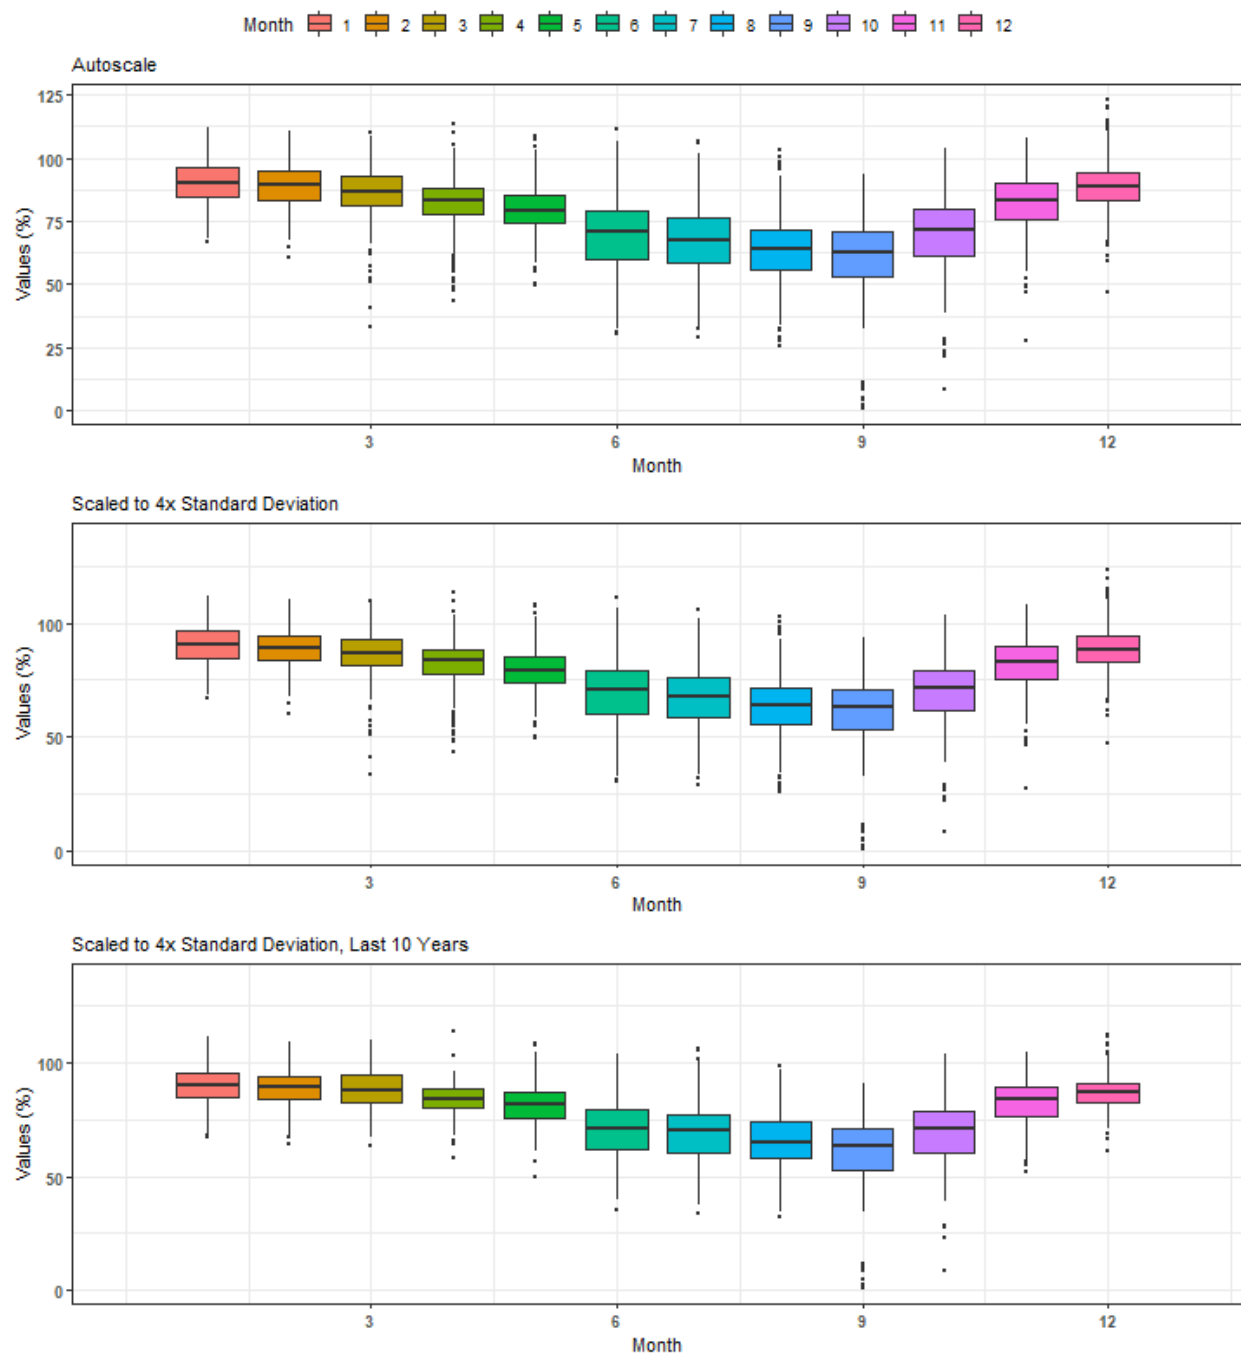 Month 1 2 3 4 5 6 7 8 9 10 11 12
Autoscale
125
100
75
50
25
0
Values (%)
3 6 9 12
Month
Scaled to 4x Standard Deviation
100
50
0
Values (%)
3 6 9 12
Month
Scaled to 4x Standard Deviation, Last 10 Years
100
50
0
Values (%)
3 6 9 12
Month